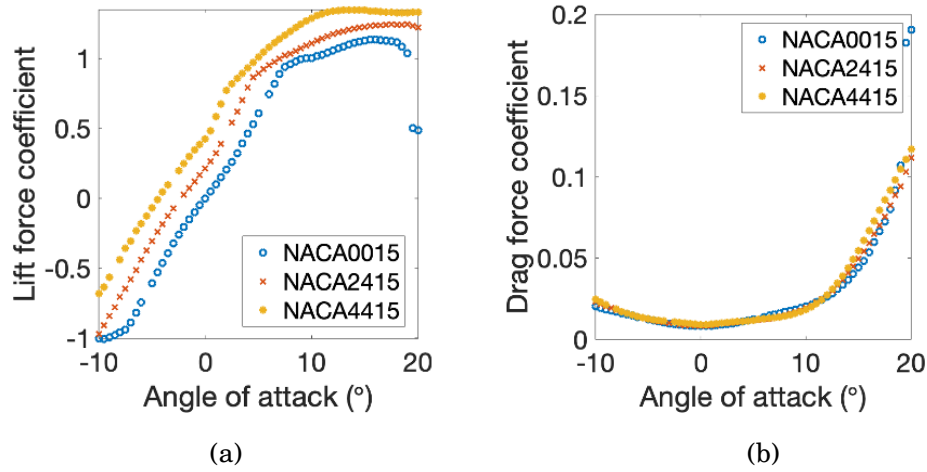 Lift force coefficient
1
0.5
0
-0.5
-1
-10
0
10
20
Angle of attack (°)
NACA0015
NACA2415
NACA4415
(a)
Drag force coefficient
0.2
0.15
0.1
0.05
0
-10
0
10
20
Angle of attack (°)
NACA0015
NACA2415
NACA4415
(b)